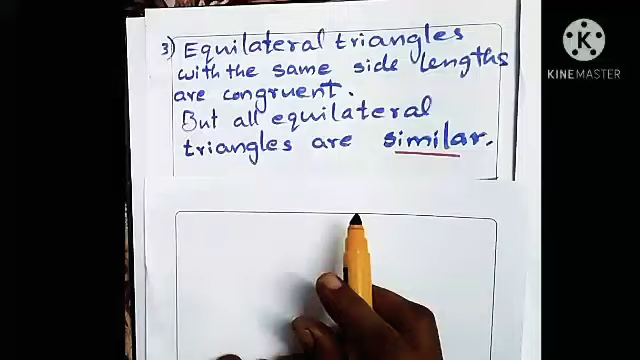 3) Equilateral triangles
with the same side lengths
are congruent.
But all equilateral
triangles are similar.
K
KINEMASTER